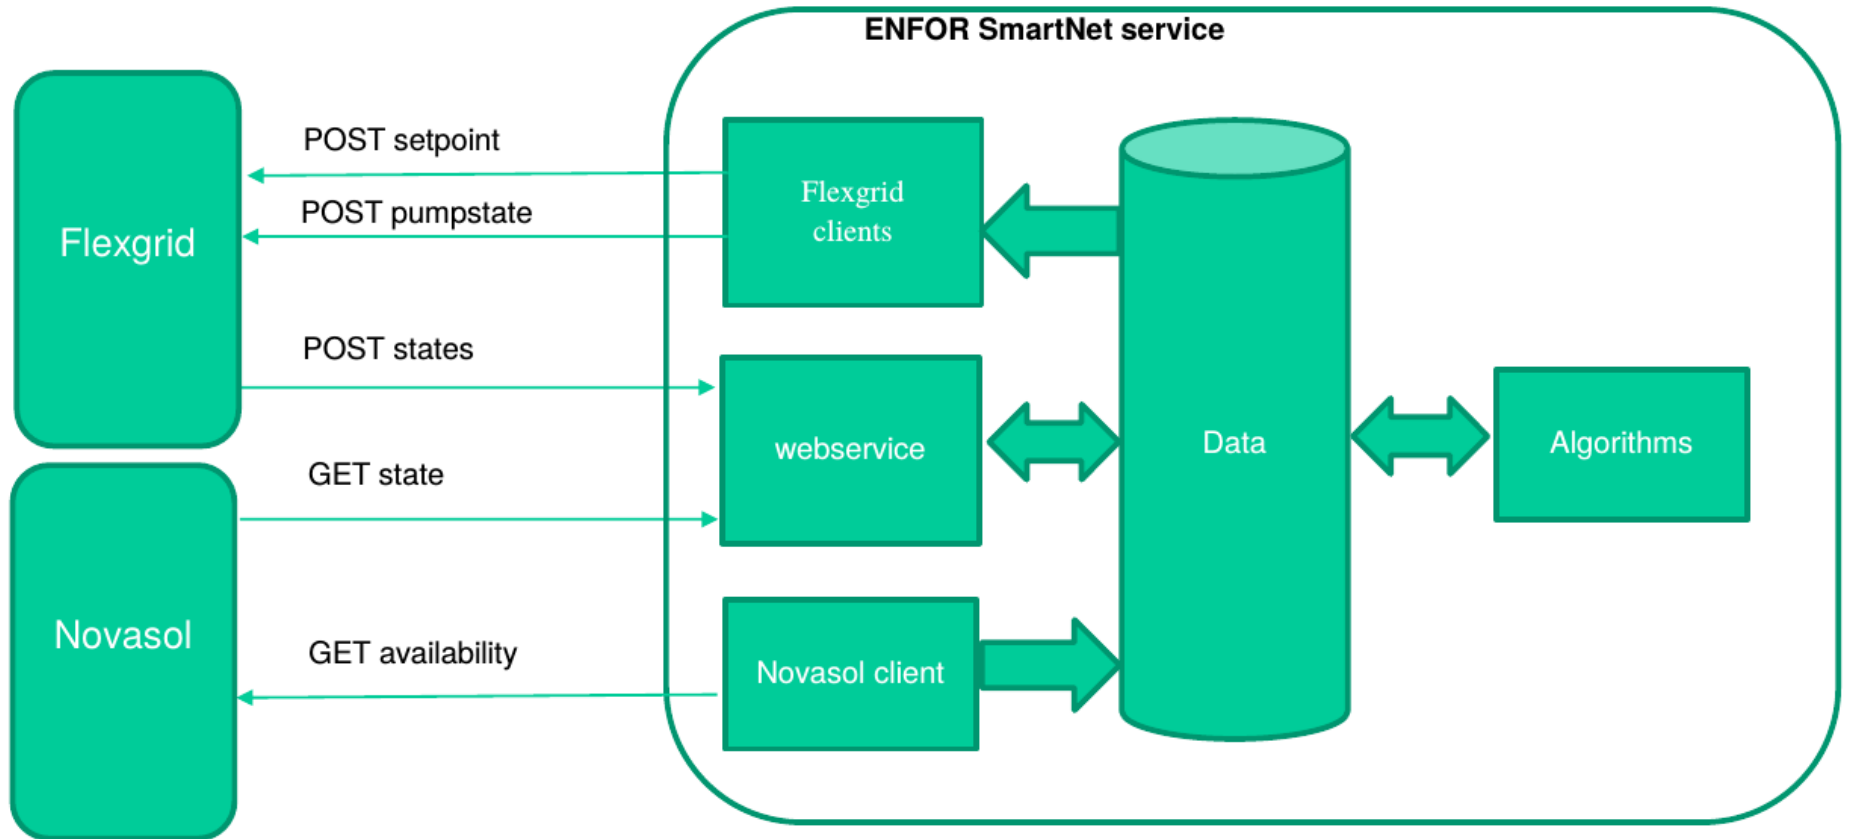 ENFOR SmartNet service
POST setpoint
Flexgrid
clients
POST pumpstate
Flexgrid
POST states
webservice
Data
Algorithms
GET state
Novasol
GET availability
Novasol client